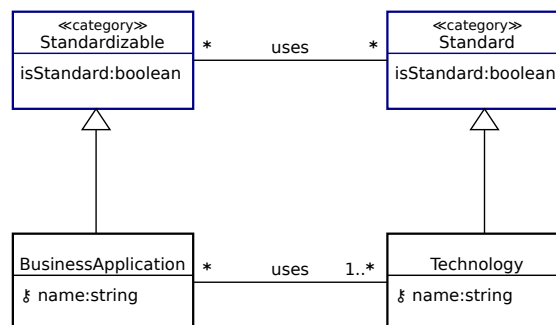 ≪category≫
Standardizable
isStandard:boolean
* uses *
≪category≫
Standard
isStandard:boolean
BusinessApplication
⚷ name:string
* uses 1..*
Technology
⚷ name:string